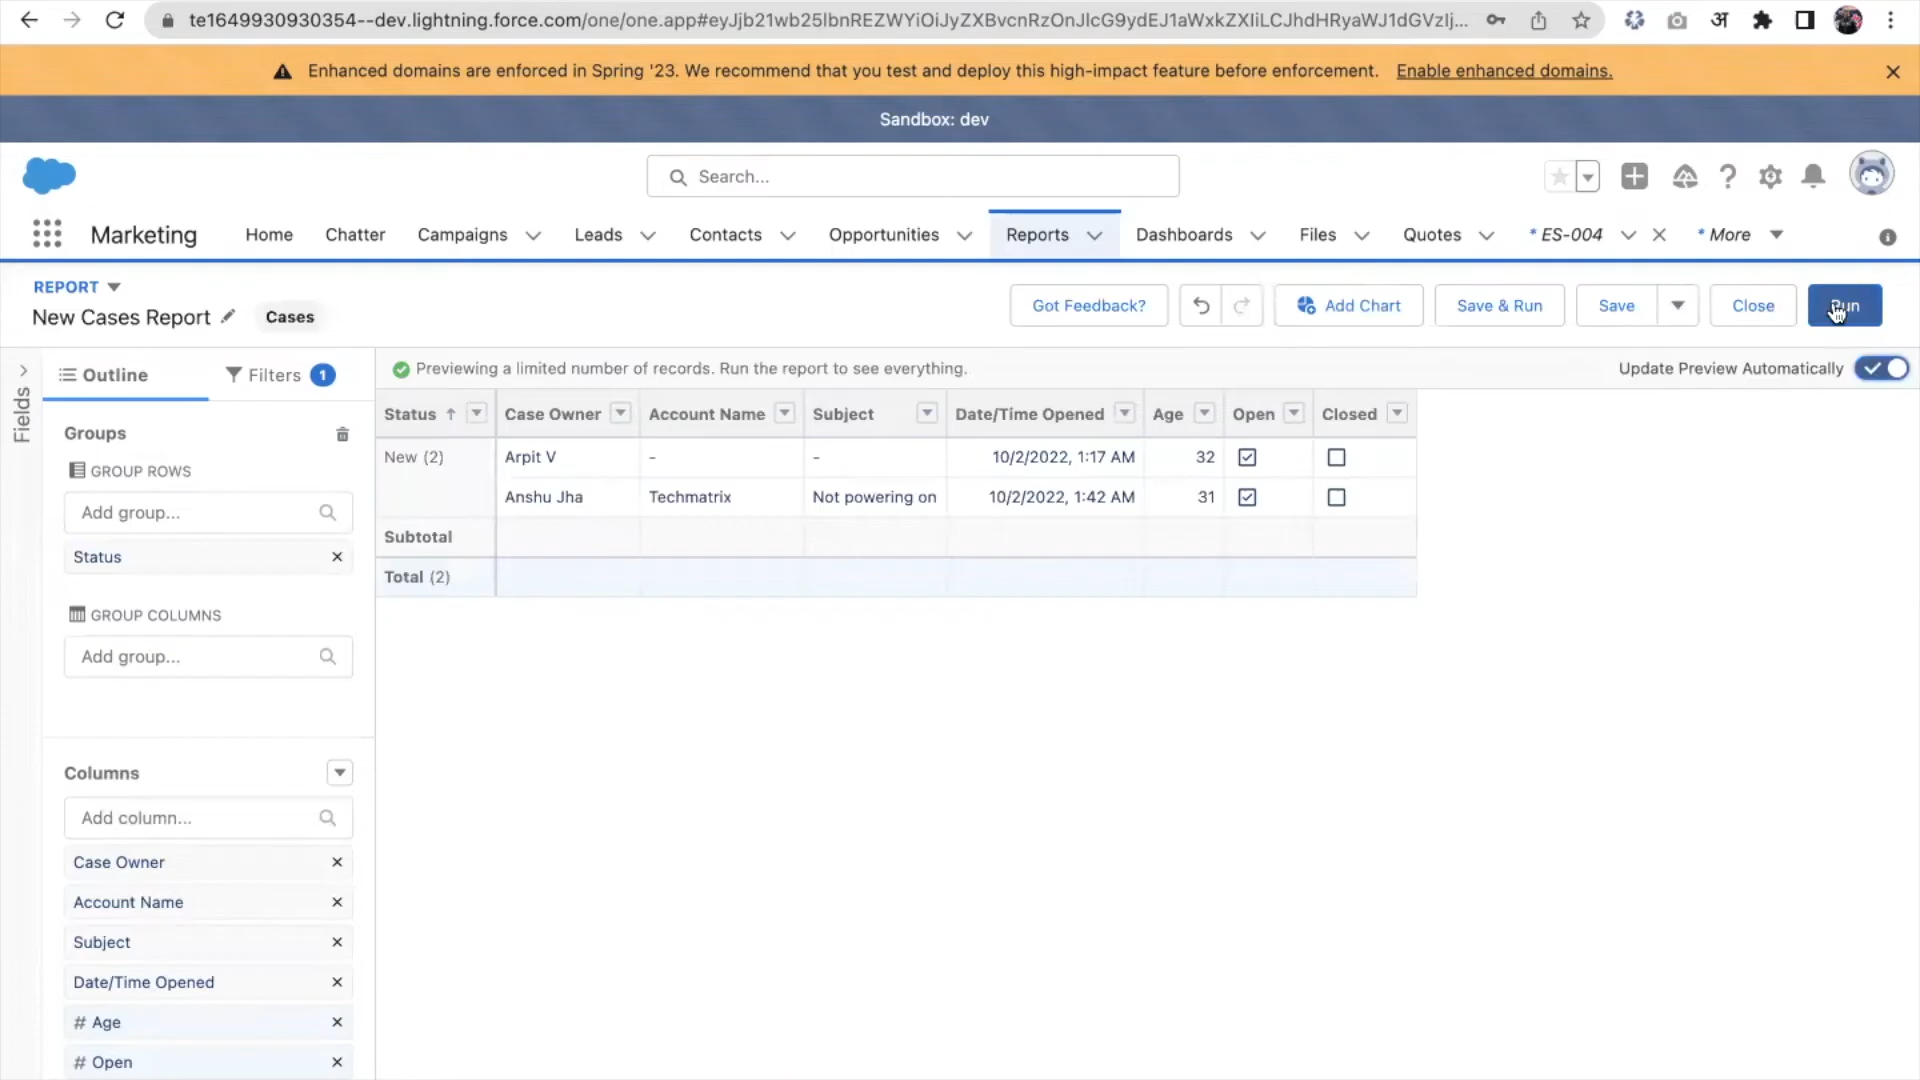 te1649930930354--dev.lightning.force.com/one/one.app#eyJjb21wb25lbnREZWYiOiJyZXBvcnRzOnJlcG9ydEJ1aWxkZXIiLCJhdHRyaWJ1dGVzIj...
अ
Enhanced domains are enforced in Spring '23. We recommend that you test and deploy this high-impact feature before enforcement. Enable enhanced domains.
Sandbox: dev
Search...
Marketing Home Chatter Campaigns Leads Contacts Opportunities Reports Dashboards Files Quotes * ES-004 * More
REPORT
New Cases Report Cases
Got Feedback? Add Chart Save & Run Save Close Run
Fields
Outline Filters 1
Previewing a limited number of records. Run the report to see everything. Update Preview Automatically
Groups
GROUP ROWS
Add group...
Status
GROUP COLUMNS
Add group...
Columns
Add column...
Case Owner
Account Name
Subject
Date/Time Opened
# Age
# Open
Status Case Owner Account Name Subject Date/Time Opened Age Open Closed
New (2) Arpit V - - 10/2/2022, 1:17 AM 32
Anshu Jha Techmatrix Not powering on 10/2/2022, 1:42 AM 31
Subtotal
Total (2)